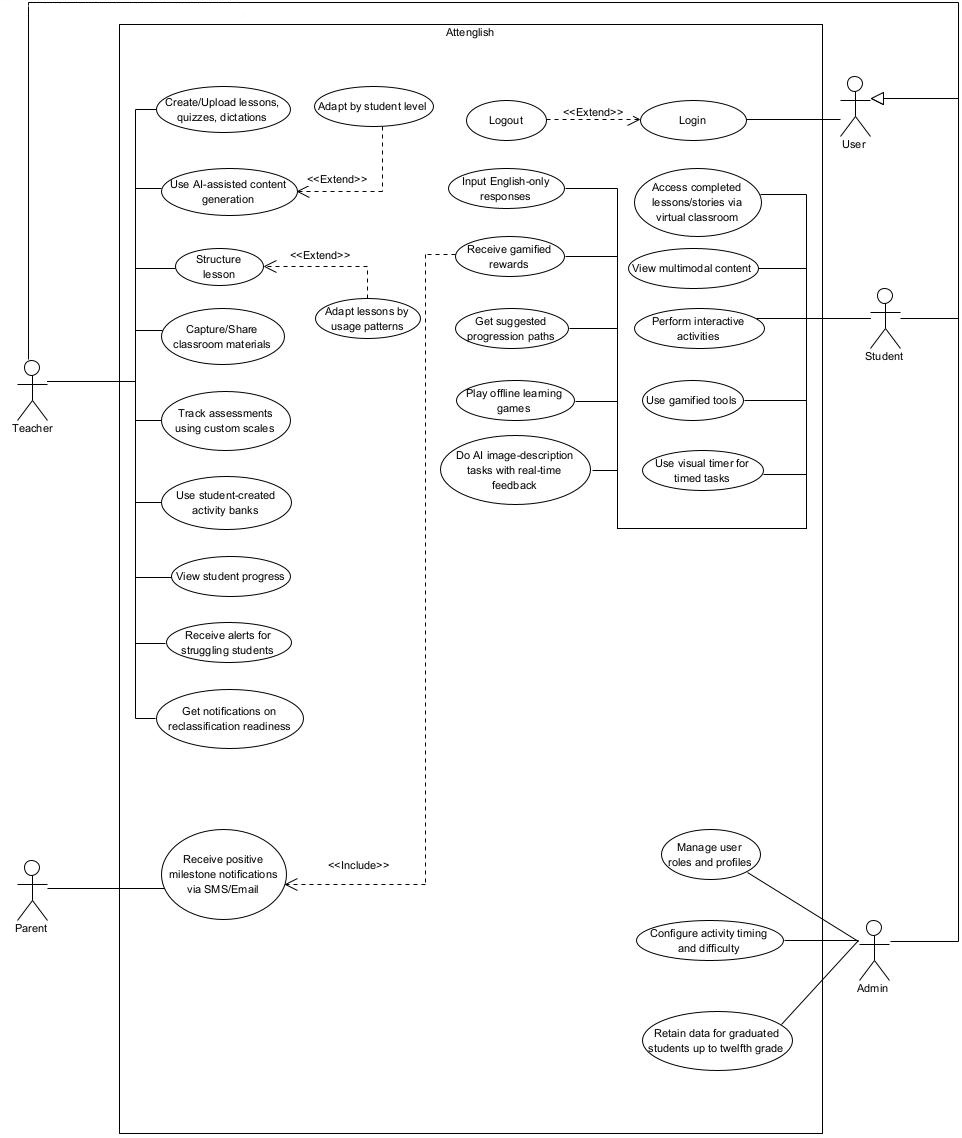 Attenglish
Create/Upload lessons,
quizzes, dictations
Adapt by student level
Logout
<<Extend>>
Login
User
Use AI-assisted content
generation
<<Extend>>
Input English-only
responses
Access completed
lessons/stories via
virtual classroom
Structure
lesson
<<Extend>>
Receive gamified
rewards
View multimodal content
Adapt lessons by
usage patterns
Capture/Share
classroom materials
Get suggested
progression paths
Perform interactive
activities
Student
Teacher
Track assessments
using custom scales
Play offline learning
games
Use gamified tools
Do AI image-description
tasks with real-time
feedback
Use visual timer for
timed tasks
Use student-created
activity banks
View student progress
Receive alerts for
struggling students
Get notifications on
reclassification readiness
Receive positive
milestone notifications
via SMS/Email
<<Include>>
Parent
Manage user
roles and profiles
Configure activity timing
and difficulty
Admin
Retain data for graduated
students up to twelfth grade